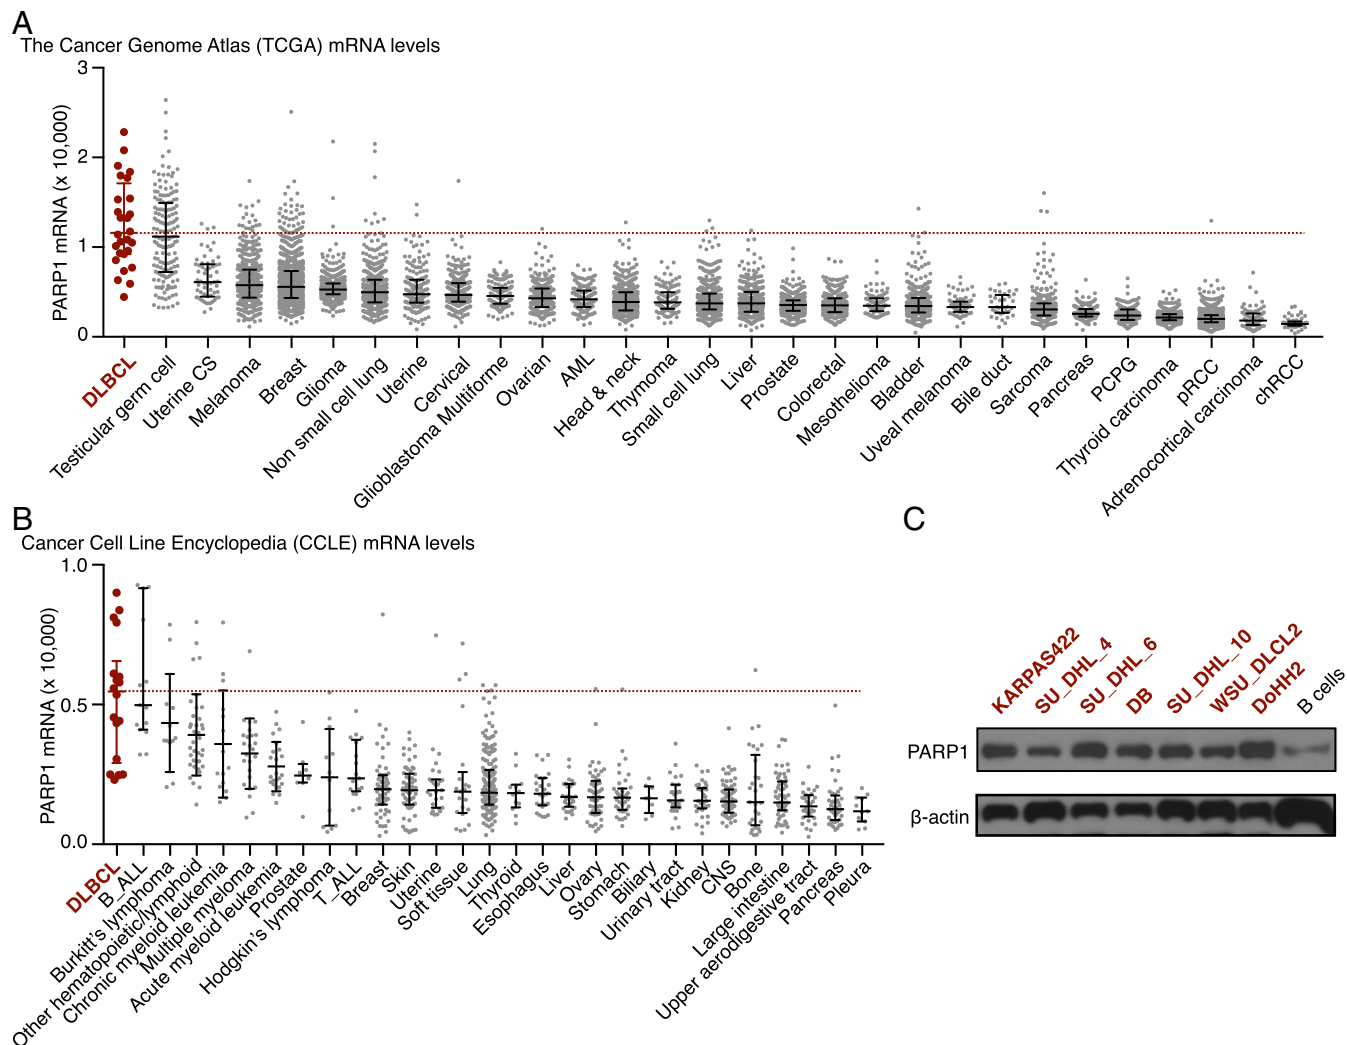 A
The Cancer Genome Atlas (TCGA) mRNA levels
PARP1 mRNA (x 10,000)
3
2
1
0
DLBCL
Testicular germ cell
Uterine CS
Melanoma
Breast
Glioma
Non small cell lung
Uterine
Cervical
Glioblastoma Multiforme
Ovarian
AML
Head & neck
Thymoma
Small cell lung
Liver
Prostate
Colorectal
Mesothelioma
Bladder
Uveal melanoma
Bile duct
Sarcoma
Pancreas
PCPG
Thyroid carcinoma
pRCC
Adrenocortical carcinoma
chRCC
B
Cancer Cell Line Encyclopedia (CCLE) mRNA levels
PARP1 mRNA (x 10,000)
1.0
0.5
0.0
DLBCL
B_ALL
Burkitt's lymphoma
Other hematopoietic/lymphoid
Chronic myeloid leukemia
Multiple myeloma
Acute myeloid leukemia
Prostate
Hodgkin's lymphoma
T_ALL
Breast
Skin
Uterine
Soft tissue
Lung
Thyroid
Esophagus
Liver
Ovary
Stomach
Biliary
Urinary tract
Kidney
CNS
Bone
Large intestine
Upper aerodigestive tract
Pancreas
Pleura
C
KARPAS422
SU_DHL_4
SU_DHL_6
DB
SU_DHL_10
WSU_DLCL2
DoHH2
B cells
PARP1
β-actin